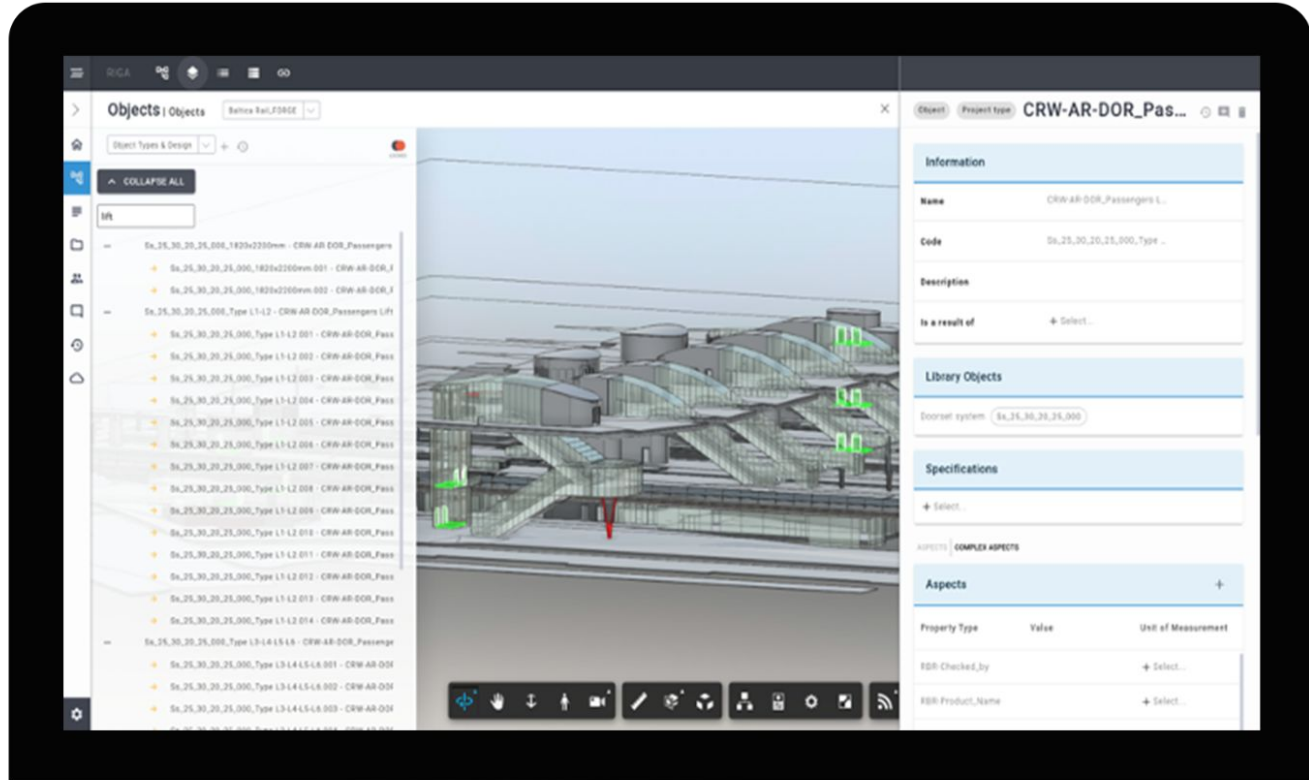 RIGA
Objects | Objects
Baltica Rail_FORGE
Object Types & Design
COLLAPSE ALL
lift
Ss_25_30_20_25_000_1820x2200mm - CRW-AR-DOR_Passengers
Ss_25_30_20_25_000_1820x2200mm.001 - CRW-AR-DOR_F
Ss_25_30_20_25_000_1820x2200mm.002 - CRW-AR-DOR_F
Ss_25_30_20_25_000_Type L1-L2 - CRW-AR-DOR_Passengers Lift
Ss_25_30_20_25_000_Type L1-L2.001 - CRW-AR-DOR_Pass
Ss_25_30_20_25_000_Type L1-L2.002 - CRW-AR-DOR_Pass
Ss_25_30_20_25_000_Type L1-L2.003 - CRW-AR-DOR_Pass
Ss_25_30_20_25_000_Type L1-L2.004 - CRW-AR-DOR_Pass
Ss_25_30_20_25_000_Type L1-L2.005 - CRW-AR-DOR_Pass
Ss_25_30_20_25_000_Type L1-L2.006 - CRW-AR-DOR_Pass
Ss_25_30_20_25_000_Type L1-L2.007 - CRW-AR-DOR_Pass
Ss_25_30_20_25_000_Type L1-L2.008 - CRW-AR-DOR_Pass
Ss_25_30_20_25_000_Type L1-L2.009 - CRW-AR-DOR_Pass
Ss_25_30_20_25_000_Type L1-L2.010 - CRW-AR-DOR_Pass
Ss_25_30_20_25_000_Type L1-L2.011 - CRW-AR-DOR_Pass
Ss_25_30_20_25_000_Type L1-L2.012 - CRW-AR-DOR_Pass
Ss_25_30_20_25_000_Type L1-L2.013 - CRW-AR-DOR_Pass
Ss_25_30_20_25_000_Type L1-L2.014 - CRW-AR-DOR_Pass
Ss_25_30_20_25_000_Type L3-L4-L5-L6 - CRW-AR-DOR_Passenge
Ss_25_30_20_25_000_Type L3-L4-L5-L6.001 - CRW-AR-DOF
Ss_25_30_20_25_000_Type L3-L4-L5-L6.002 - CRW-AR-DOF
Ss_25_30_20_25_000_Type L3-L4-L5-L6.003 - CRW-AR-DOF
Object Project type CRW-AR-DOR_Pas...
Information
Name CRW-AR-DOR_Passengers L...
Code Ss_25_30_20_25_000_Type ...
Description
Is a result of + Select...
Library Objects
Doorset system Ss_25_30_20_25_000
Specifications
+ Select...
ASPECTS COMPLEX ASPECTS
Aspects +
Property Type Value Unit of Measurement
RBR-Checked_by + Select...
RBR-Product_Name + Select...